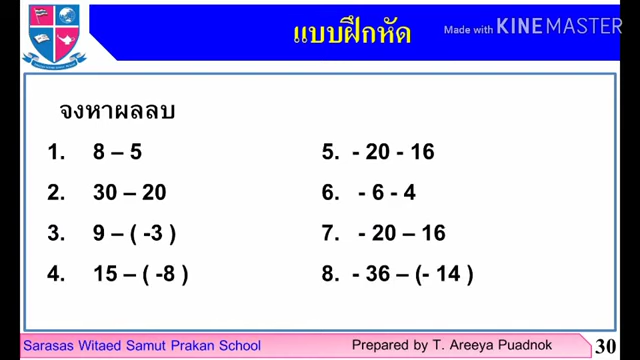 แบบฝึกหัด
Made with KINEMASTER
จงหาผลลบ
1. 8 – 5
2. 30 – 20
3. 9 – ( -3 )
4. 15 – ( -8 )
5. - 20 - 16
6. - 6 - 4
7. - 20 – 16
8. - 36 – (- 14 )
Sarasas Witaed Samut Prakan School
Prepared by T. Areeya Puadnok
30